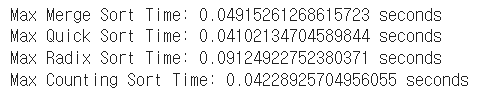 Max Merge Sort Time: 0.04915261268615723 seconds
Max Quick Sort Time: 0.04102134704589844 seconds
Max Radix Sort Time: 0.09124922752380371 seconds
Max Counting Sort Time: 0.04228925704956055 seconds